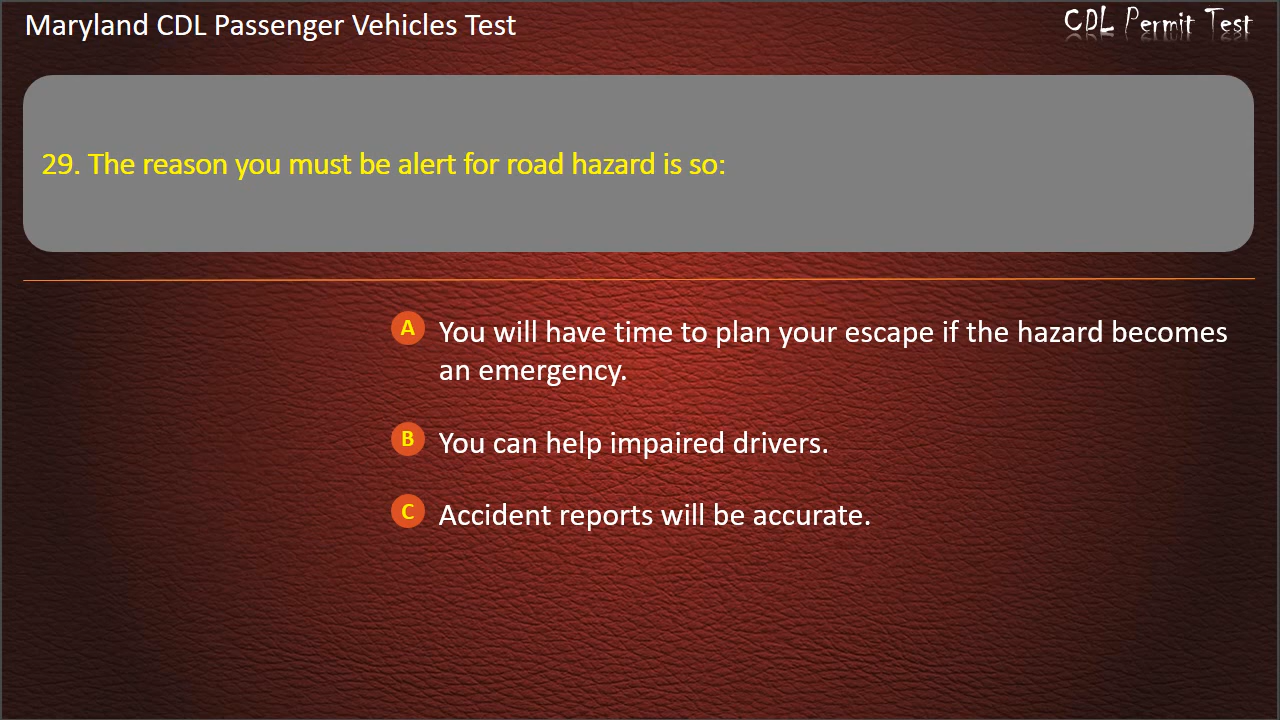 Maryland CDL Passenger Vehicles Test
CDL Permit Test
29. The reason you must be alert for road hazard is so:
A You will have time to plan your escape if the hazard becomes
an emergency.
B You can help impaired drivers.
C Accident reports will be accurate.